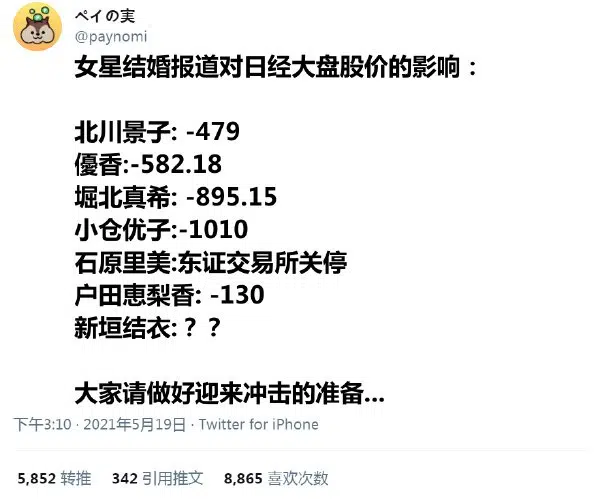 ペイの実
@paynomi
女星结婚报道对日经大盘股价的影响：
北川景子: -479
優香:-582.18
堀北真希: -895.15
小仓优子:-1010
石原里美:东证交易所关停
户田恵梨香: -130
新垣结衣:？？
大家请做好迎来冲击的准备...
下午3:10 · 2021年5月19日 · Twitter for iPhone
5,852 转推 342 引用推文 8,865 喜欢次数